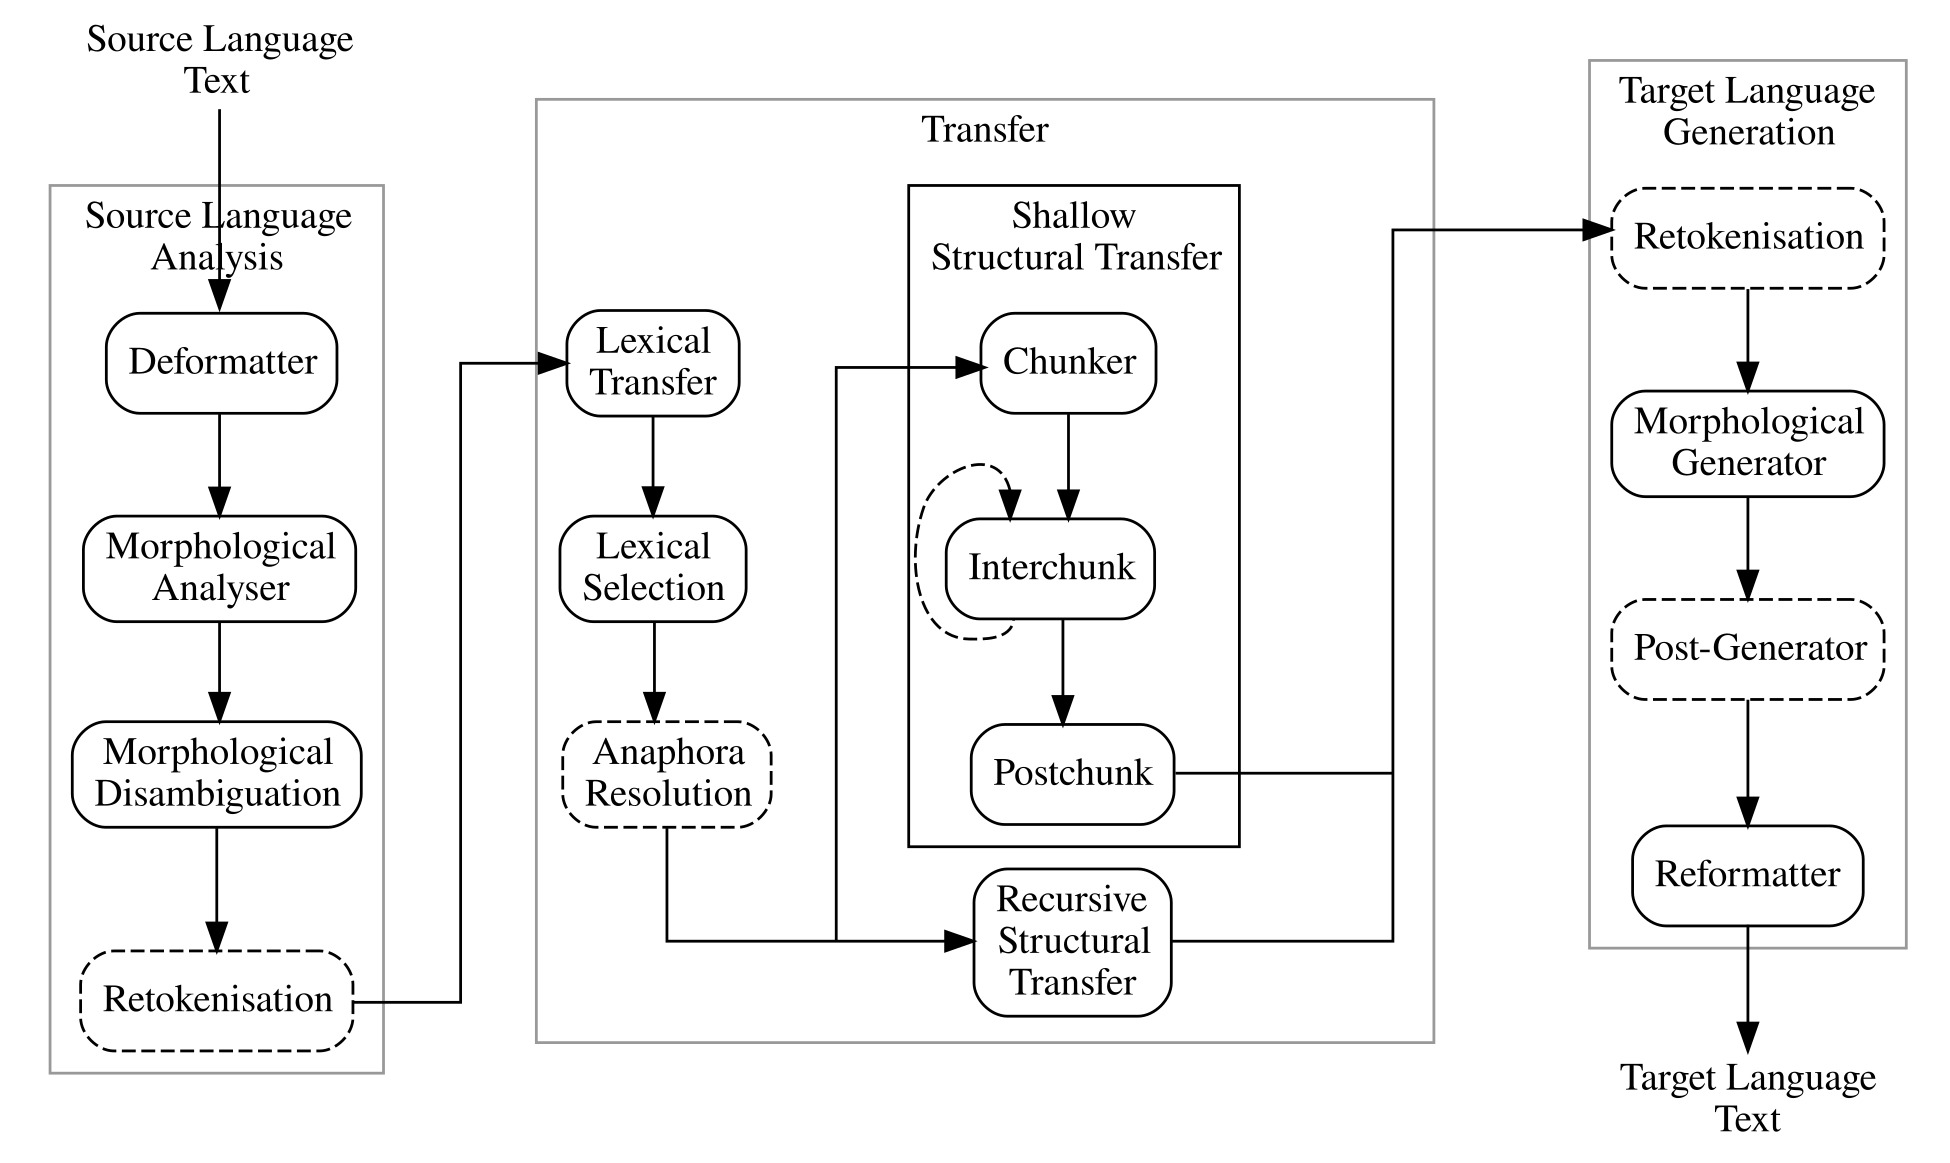 Source Language
Text
Source Language
Analysis
Deformatter
Morphological
Analyser
Morphological
Disambiguation
Retokenisation
Transfer
Lexical
Transfer
Lexical
Selection
Anaphora
Resolution
Shallow
Structural Transfer
Chunker
Interchunk
Postchunk
Recursive
Structural
Transfer
Target Language
Generation
Retokenisation
Morphological
Generator
Post-Generator
Reformatter
Target Language
Text